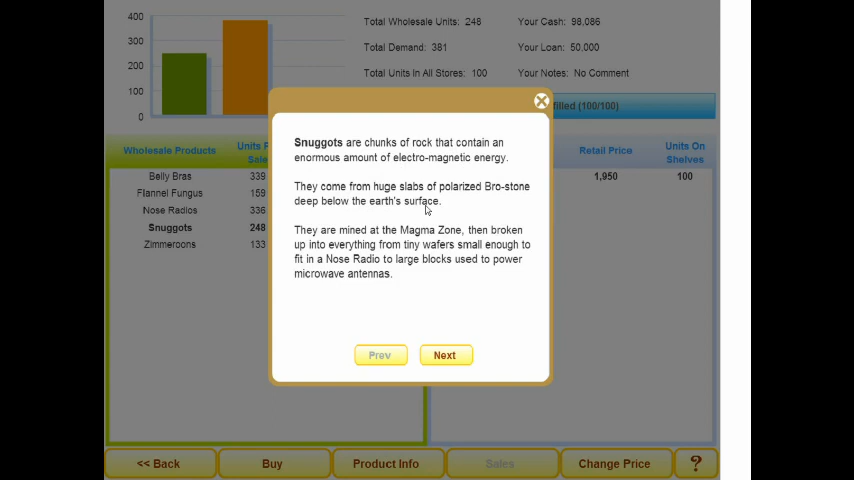 400
300
200
100
0
Total Wholesale Units: 248
Total Demand: 381
Total Units In All Stores: 100
Your Cash: 98,086
Your Loan: 50,000
Your Notes: No Comment
filled (100/100)
Wholesale Products
Units
Sale
Belly Bras 339
Flannel Fungus 159
Nose Radios 336
Snuggots 248
Zimmeroons 133
Retail Price
Units On
Shelves
1,950 100
Snuggots are chunks of rock that contain an
enormous amount of electro-magnetic energy.
They come from huge slabs of polarized Bro-stone
deep below the earth's surface.
They are mined at the Magma Zone, then broken
up into everything from tiny wafers small enough to
fit in a Nose Radio to large blocks used to power
microwave antennas.
Prev
Next
<< Back
Buy
Product Info
Sales
Change Price
?